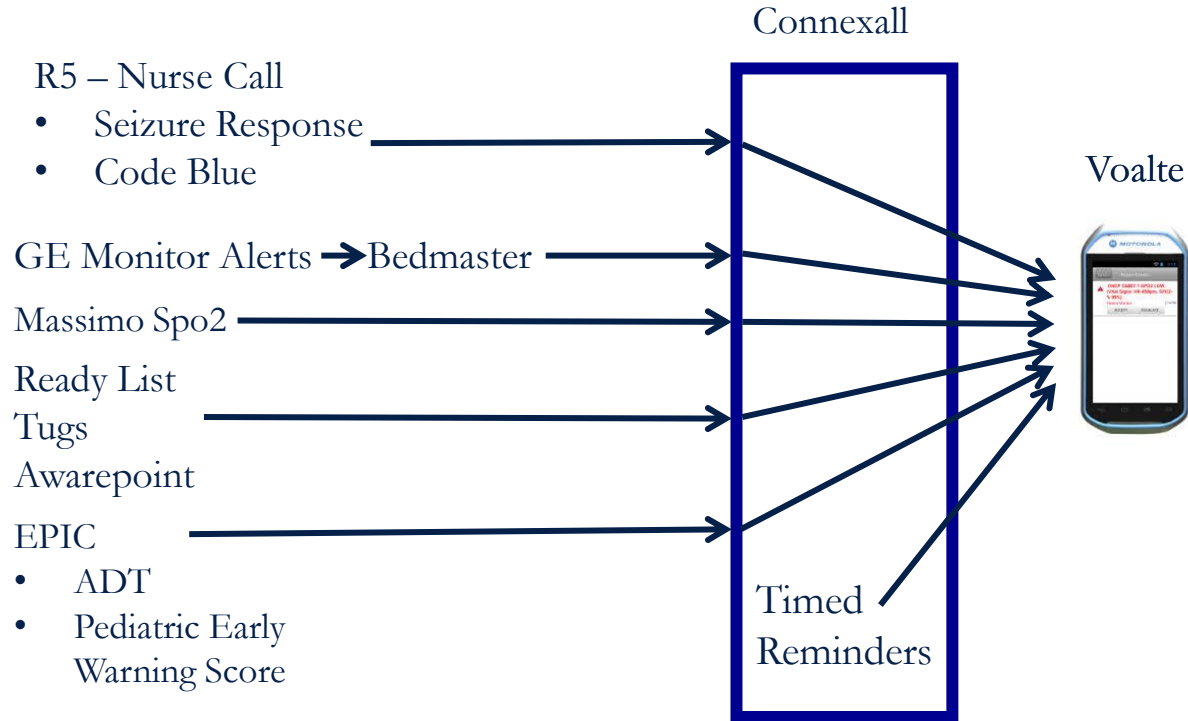 Connexall
R5 – Nurse Call
• Seizure Response
• Code Blue
Voalte
MOTOROLA
GE Monitor Alerts
Bedmaster
Massimo Spo2
Ready List
Tugs
Awarepoint
EPIC
• ADT
• Pediatric Early
Warning Score
Timed
Reminders